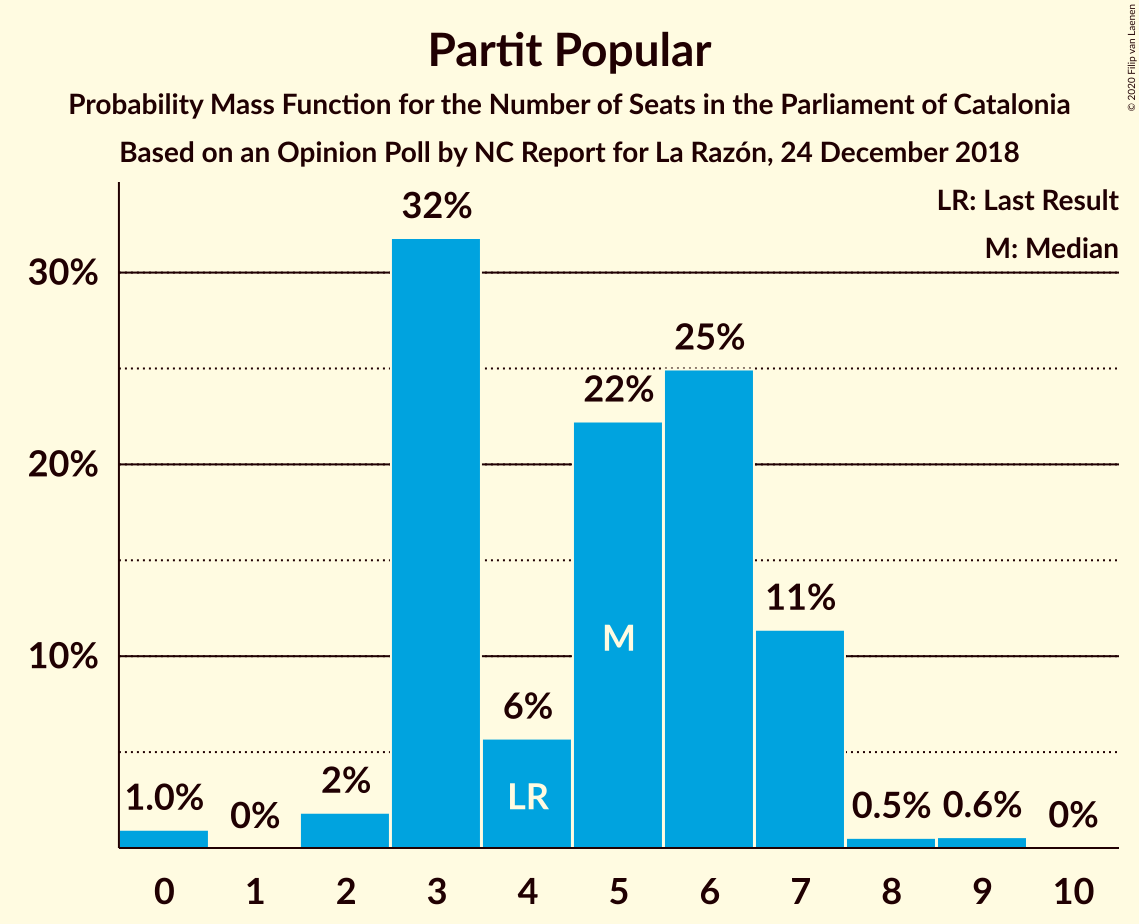 Partit Popular
Probability Mass Function for the Number of Seats in the Parliament of Catalonia
Based on an Opinion Poll by NC Report for La Razón, 24 December 2018
© 2020 Filip van Laenen
LR: Last Result
M: Median
32%
30%
25%
22%
20%
11%
M
10%
6%
2%
1.0%
0%
LR
0.5%
0.6%
0%
0 1 2 3 4 5 6 7 8 9 10